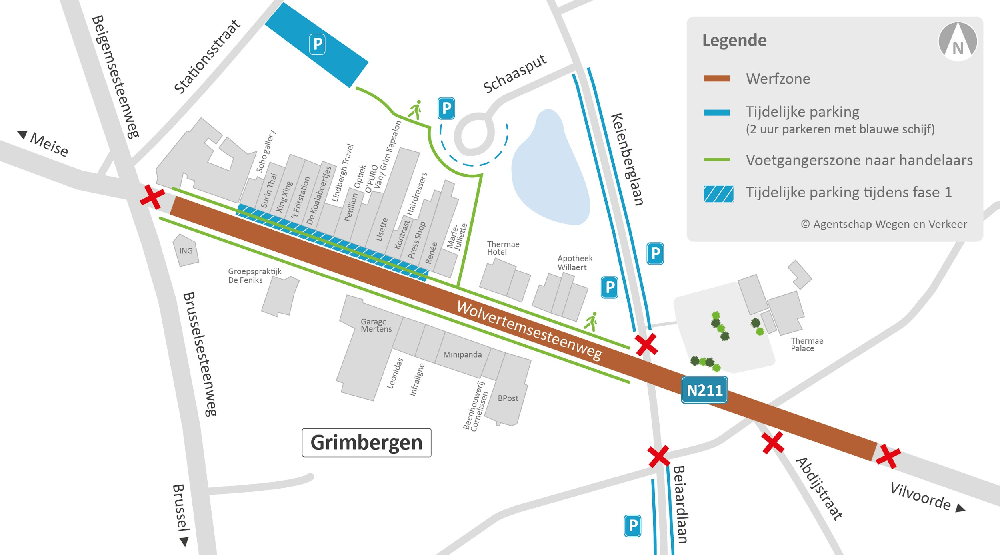 Beigemsesteenweg
Stationsstraat
P
Schaasput
P
◄ Meise
Keienberglaan
Legende
N
Werfzone
Tijdelijke parking
(2 uur parkeren met blauwe schijf)
Voetgangerszone naar handelaars
Tijdelijke parking tijdens fase 1
© Agentschap Wegen en Verkeer
Soho gallery
Surin Thai
Xing Xing
't Fritstation
De Koalabeertjes
Lindbergh Travel
Petillion Optiek
O'PURO
Vany Grim Kapsalon
Lisette
Kontrast Hairdressers
Press Shop
Renée
Marie-
Julliette
Thermae
Hotel
Apotheek
Willaert
P
P
ING
Groepspraktijk
De Feniks
Wolvertemsesteenweg
Garage
Mertens
Leonidas
Infraligne
Minipanda
Beenhouwerij
Cornelissen
BPost
Thermae
Palace
N211
Brusselsesteenweg
Grimbergen
Brussel ►
P
Beiaardlaan
Abdijstraat
Vilvoorde ►